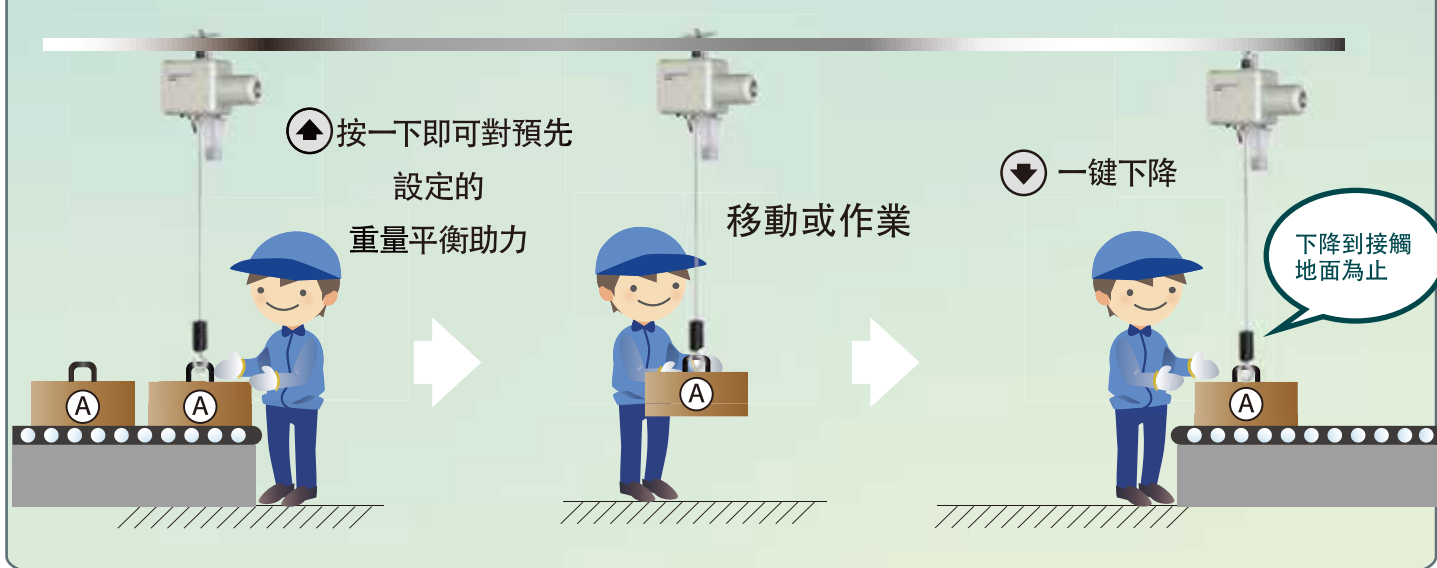 按一下即可對預先
設定的
重量平衡助力
移動或作業
一键下降
下降到接觸
地面為止
A
A
A
A